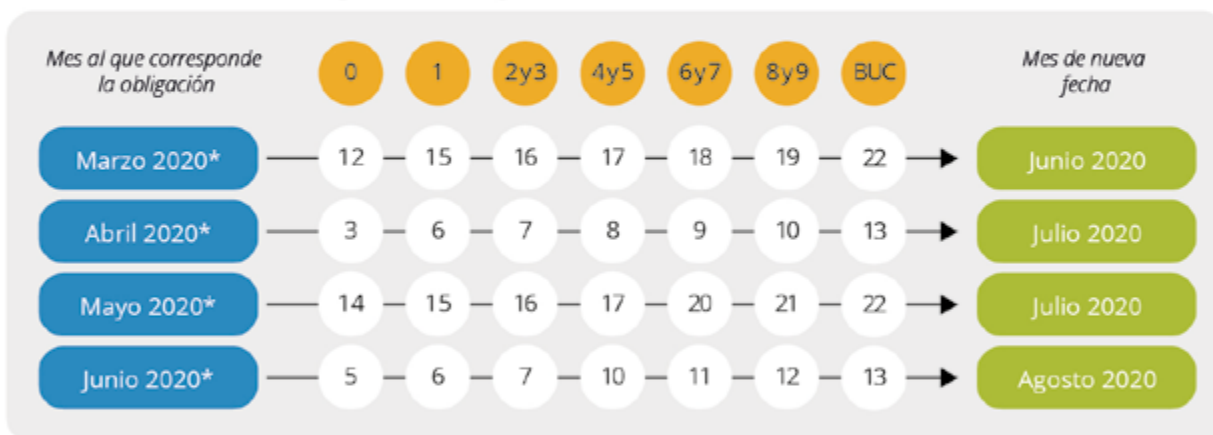 Mes al que corresponde
la obligación
0 1 2y3 4y5 6y7 8y9 BUC
Mes de nueva
fecha
Marzo 2020* 12 15 16 17 18 19 22 Junio 2020
Abril 2020* 3 6 7 8 9 10 13 Julio 2020
Mayo 2020* 14 15 16 17 20 21 22 Julio 2020
Junio 2020* 5 6 7 10 11 12 13 Agosto 2020